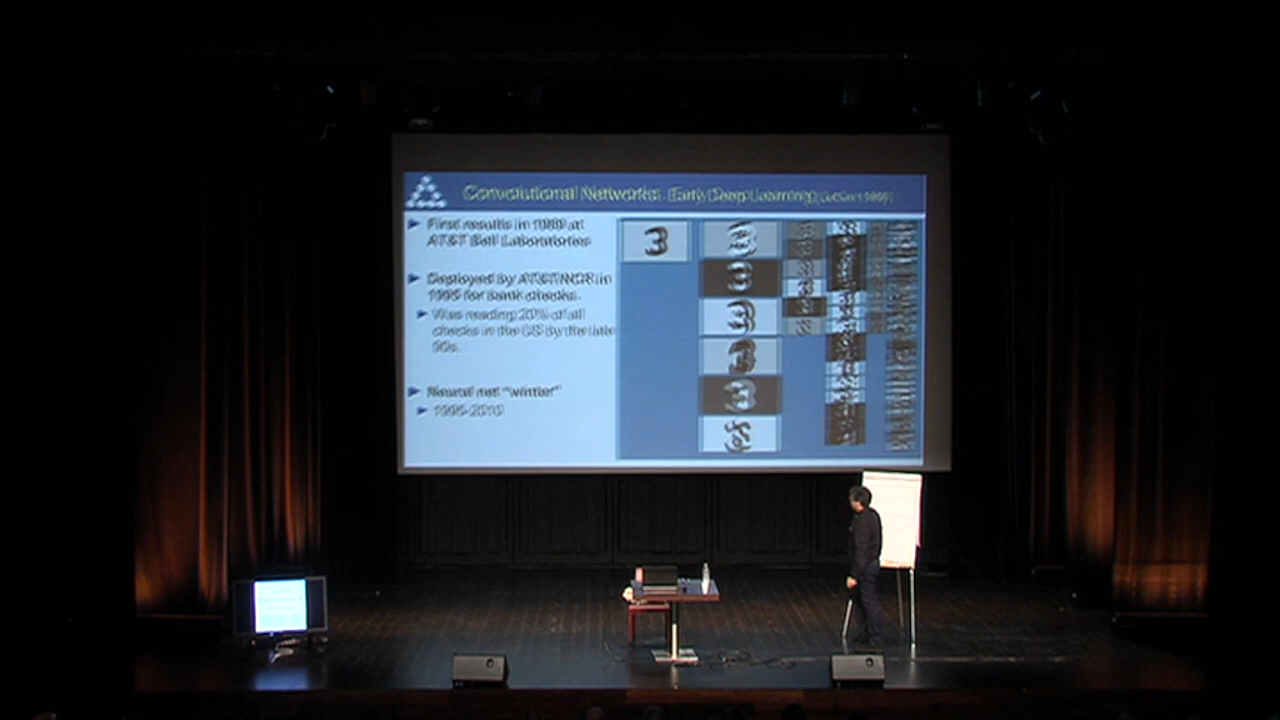 Convolutional Networks. Early Deep Learning
First results in 1989 at
AT&T Bell Laboratories
3
Deployed by AT&T/NCR in
1995 for bank checks.
Was reading 20% of all
checks in the US by the late
90s.
Neural net "winter"
1995-2010